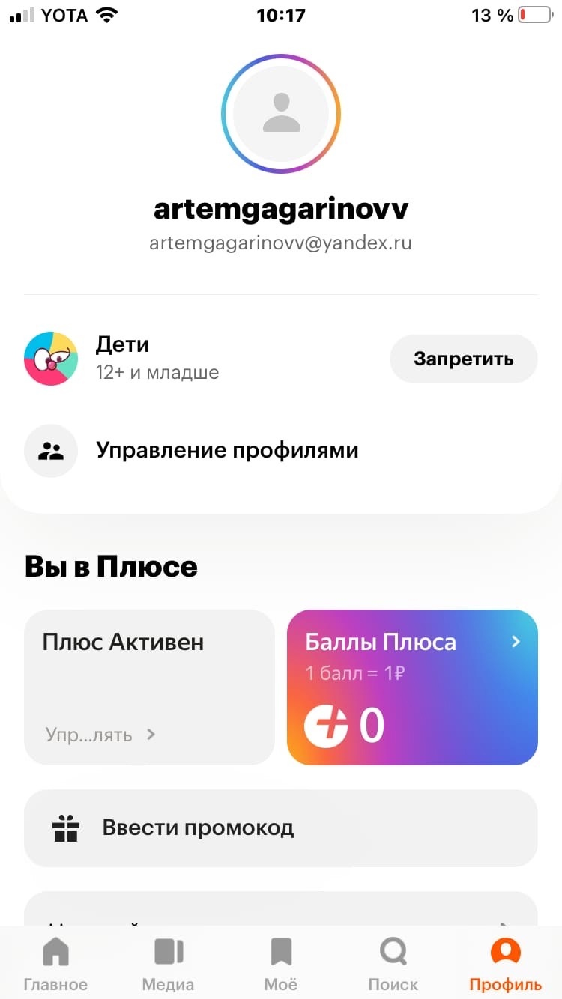 YOTA 10:17 13 %
artemgagarinovv
artemgagarinovv@yandex.ru
Дети
12+ и младше
Запретить
Управление профилями
Вы в Плюсе
Плюс Активен
Упр...лять
Баллы Плюса
1 балл = 1₽
0
Ввести промокод
Главное Медиа Моё Поиск Профиль